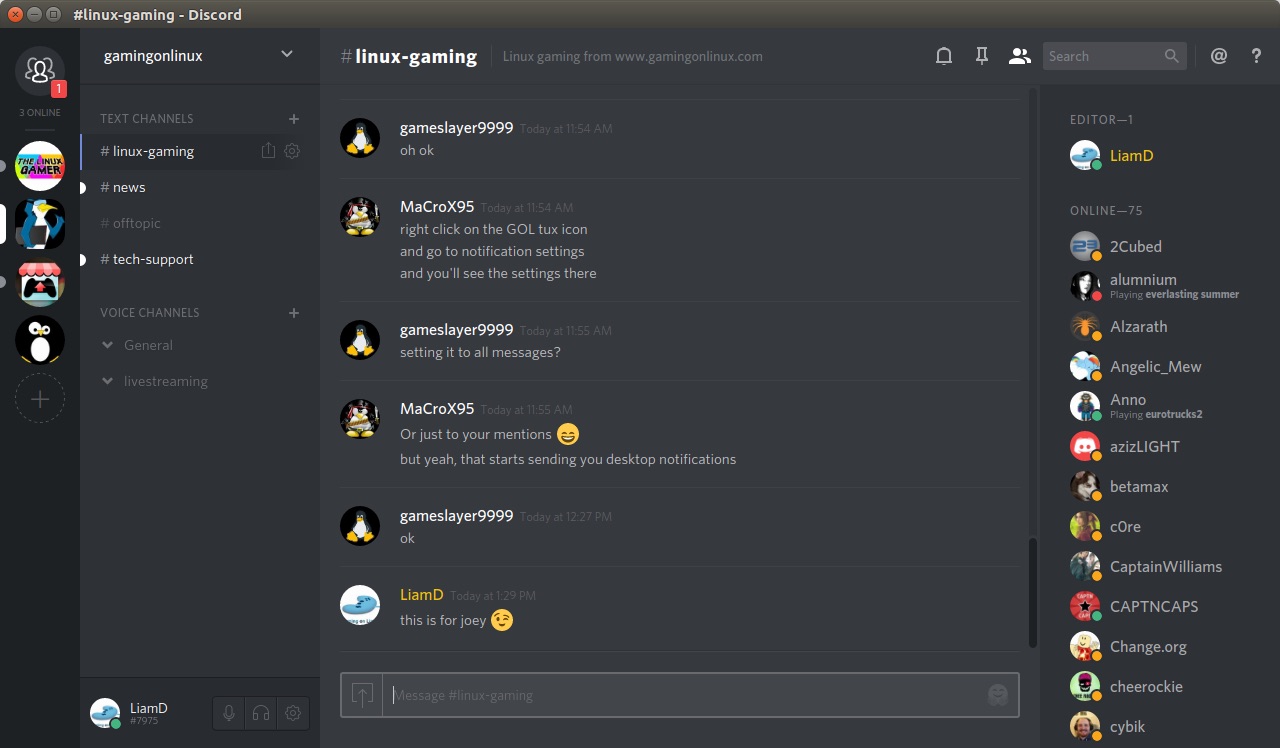 #linux-gaming - Discord
1
3 ONLINE
THE LINUX
GAMER
gamingonlinux
TEXT CHANNELS
# linux-gaming
# news
# offtopic
# tech-support
VOICE CHANNELS
General
livestreaming
LiamD
#7975
#linux-gaming
Linux gaming from www.gamingonlinux.com
Search
@
?
gameslayer9999 Today at 11:54 AM
oh ok
MaCroX95 Today at 11:54 AM
right click on the GOL tux icon
and go to notification settings
and you'll see the settings there
gameslayer9999 Today at 11:55 AM
setting it to all messages?
MaCroX95 Today at 11:55 AM
Or just to your mentions 😄
but yeah, that starts sending you desktop notifications
gameslayer9999 Today at 12:27 PM
ok
LiamD Today at 1:29 PM
this is for joey 😉
Message #linux-gaming
EDITOR—1
LiamD
ONLINE—75
2Cubed
alumnium
Playing everlasting summer
Alzarath
Angelic_Mew
Anno
Playing eurotrucks2
azizLIGHT
betamax
c0re
CaptainWilliams
CAPTNCAPS
Change.org
cheerockie
cybik